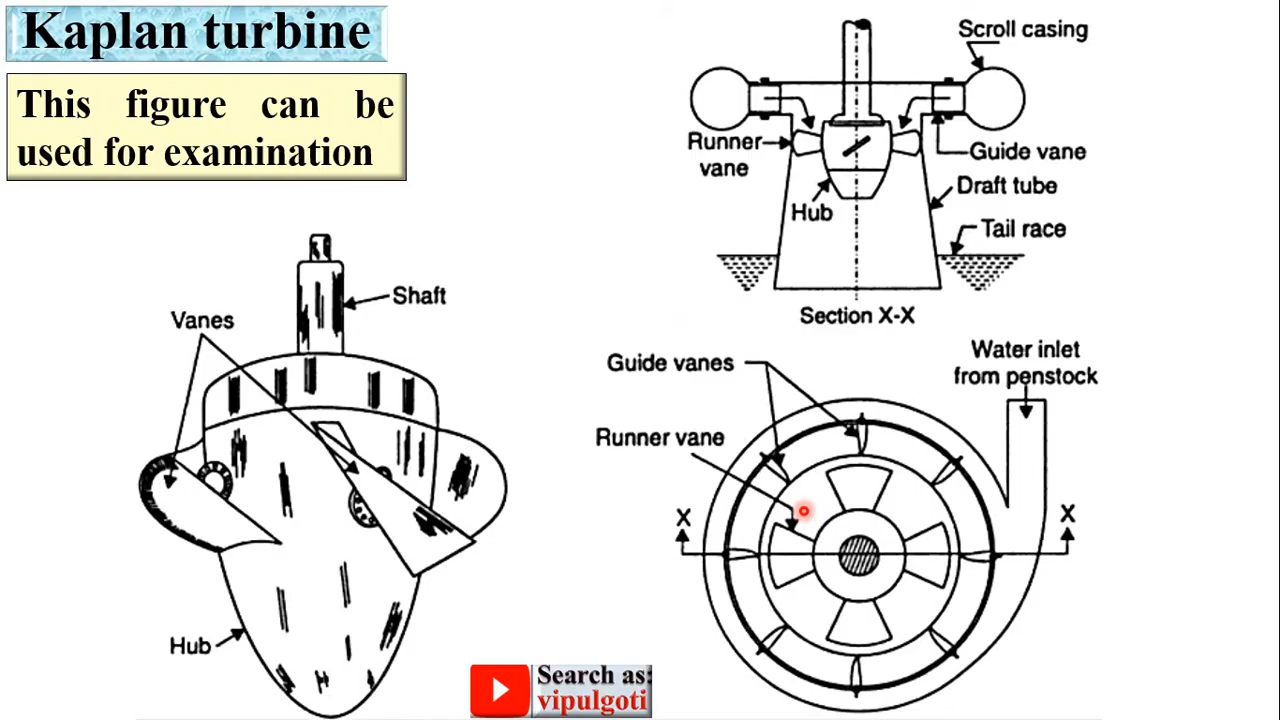 Kaplan turbine
This figure can be
used for examination
Scroll casing
Runner
vane
Guide vane
Draft tube
Hub
Tail race
Section X-X
Shaft
Vanes
Hub
Water inlet
from penstock
Guide vanes
Runner vane
X
X
Search as:
vipulgoti